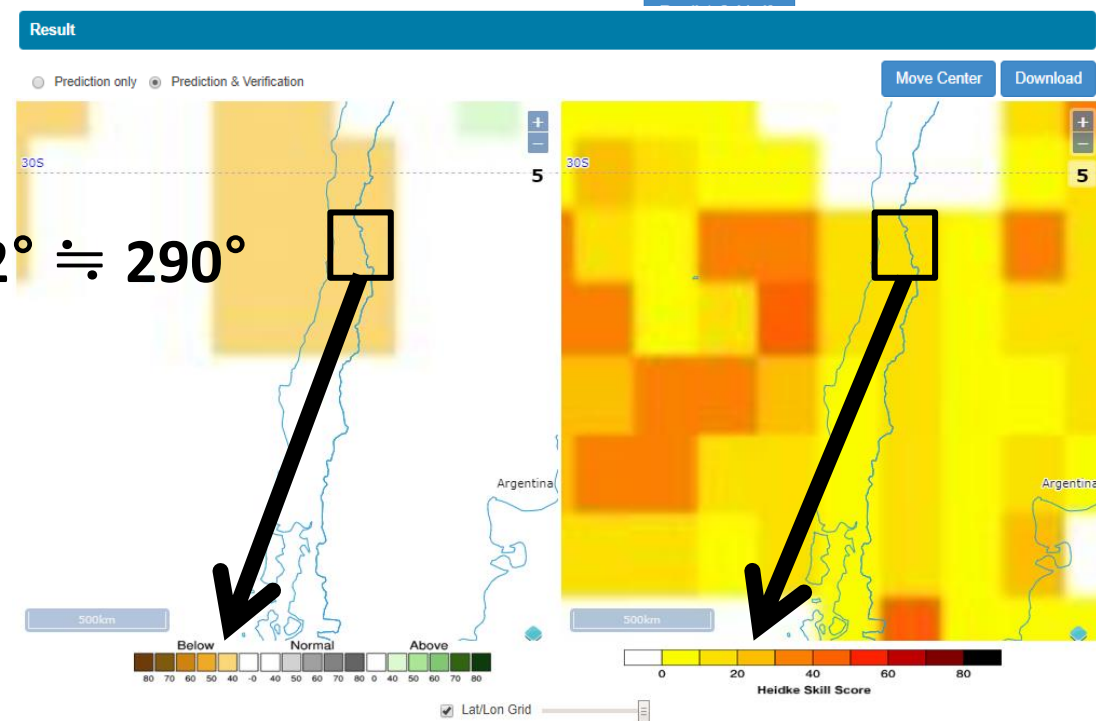 Result
Prediction only Prediction & Verification
Move Center Download
+ +
− −
30S 30S
5 5
2° ≒ 290°
Argentina Argentina
500km 500km
Below Normal Above
80 70 60 50 40 -0 40 50 60 70 80 0 40 50 60 70 80
0 20 40 60 80
Heidke Skill Score
Lat/Lon Grid